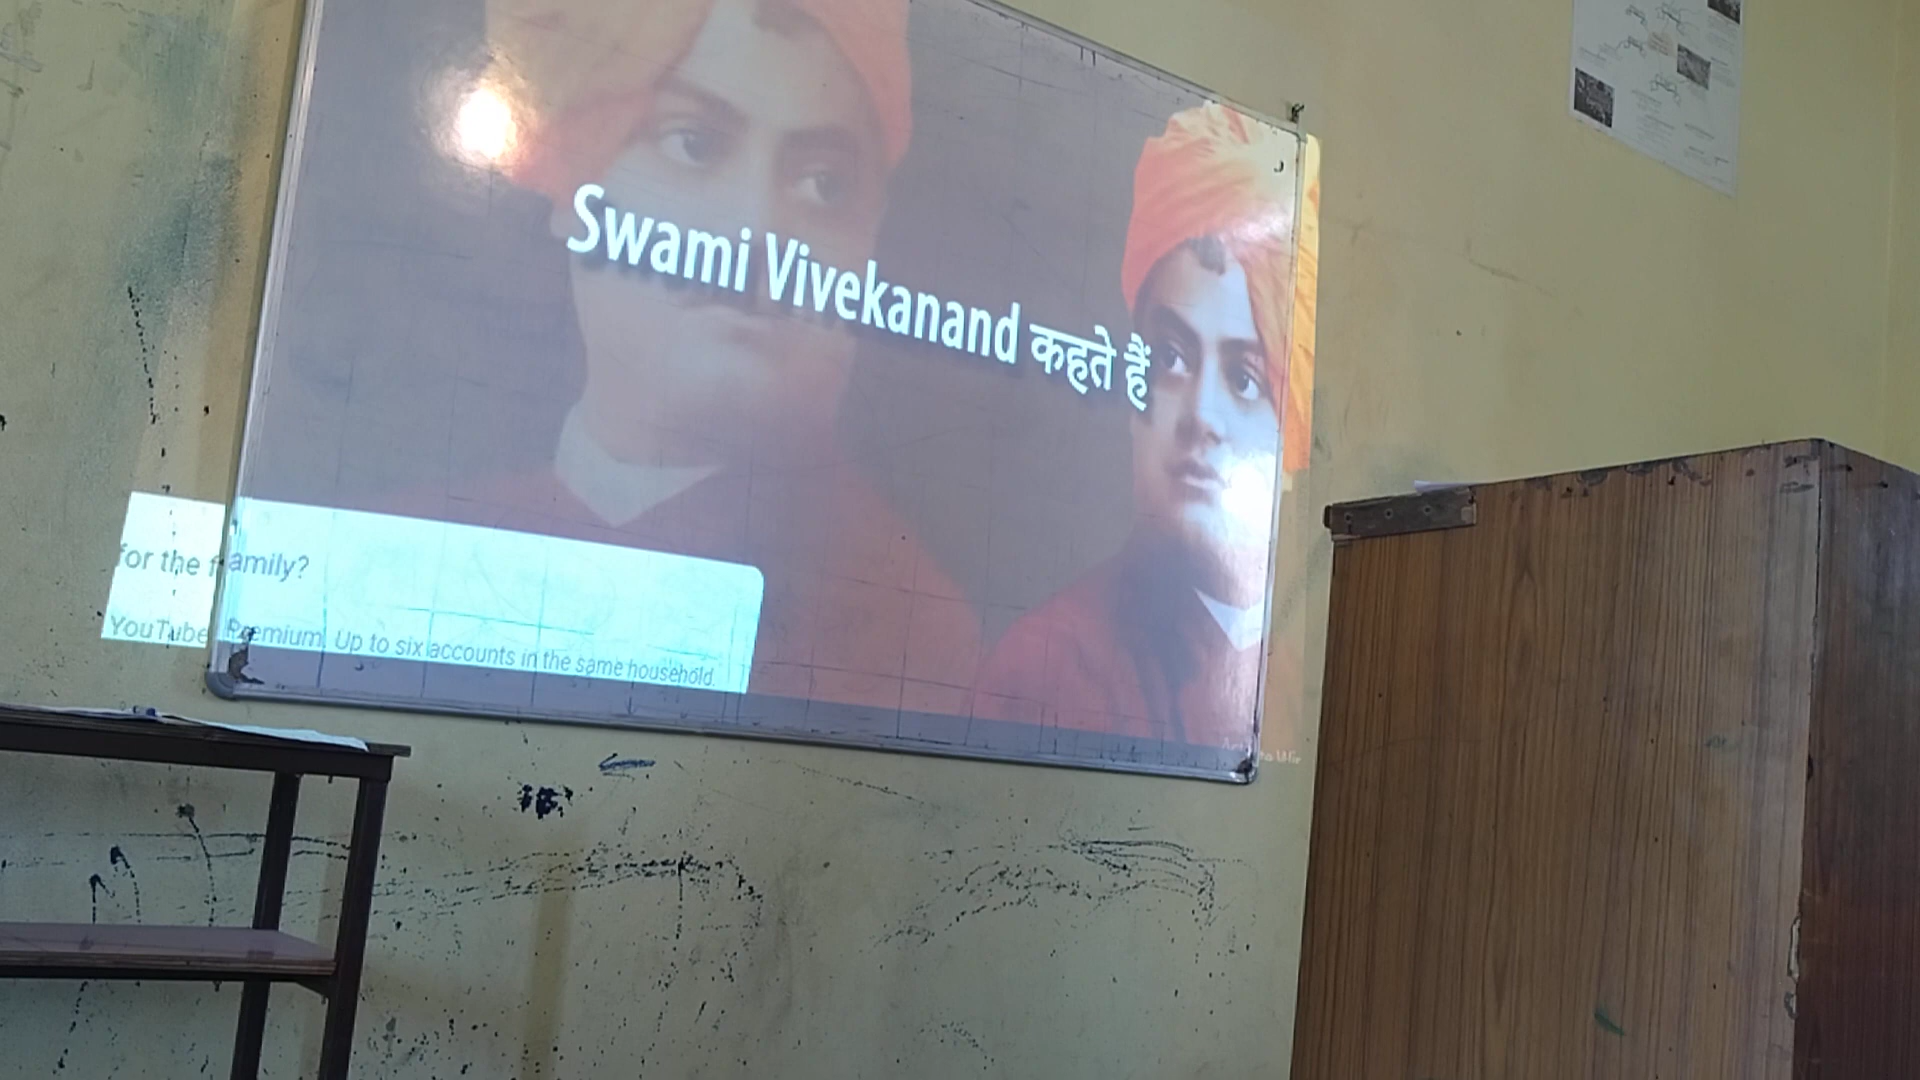 Swami Vivekanand कहते हैं
for the family?
YouTube Premium. Up to six accounts in the same household.